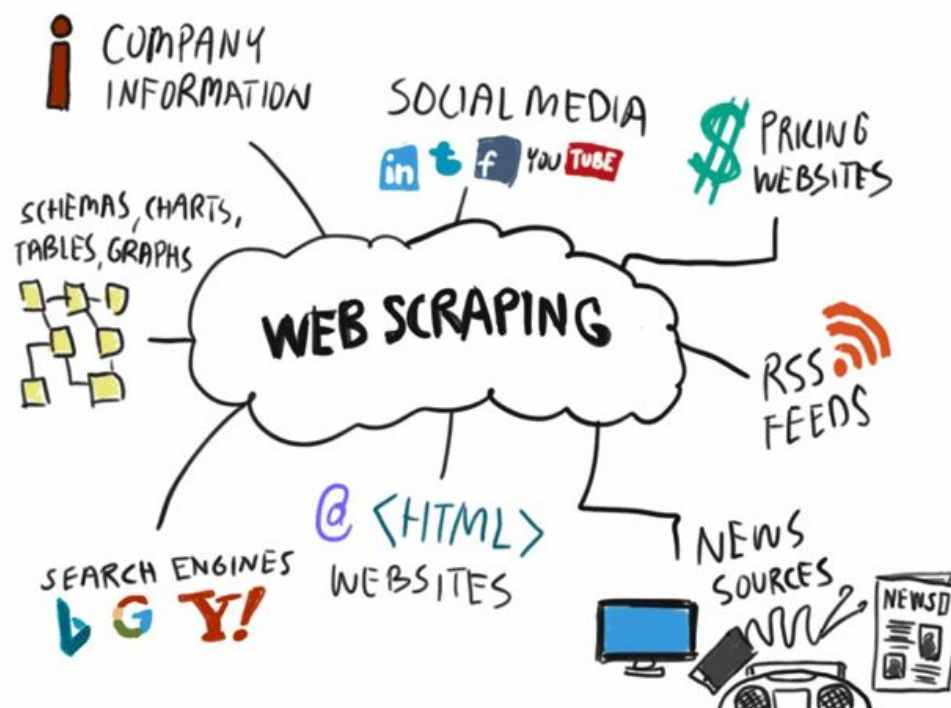 COMPANY
INFORMATION
SOCIAL MEDIA
in f YOU TUBE
$ PRICING
WEBSITES
SCHEMAS, CHARTS,
TABLES, GRAPHS
WEB SCRAPING
RSS
FEEDS
@ <HTML>
WEBSITES
NEWS
SOURCES
SEARCH ENGINES
b G Y!
NEWS